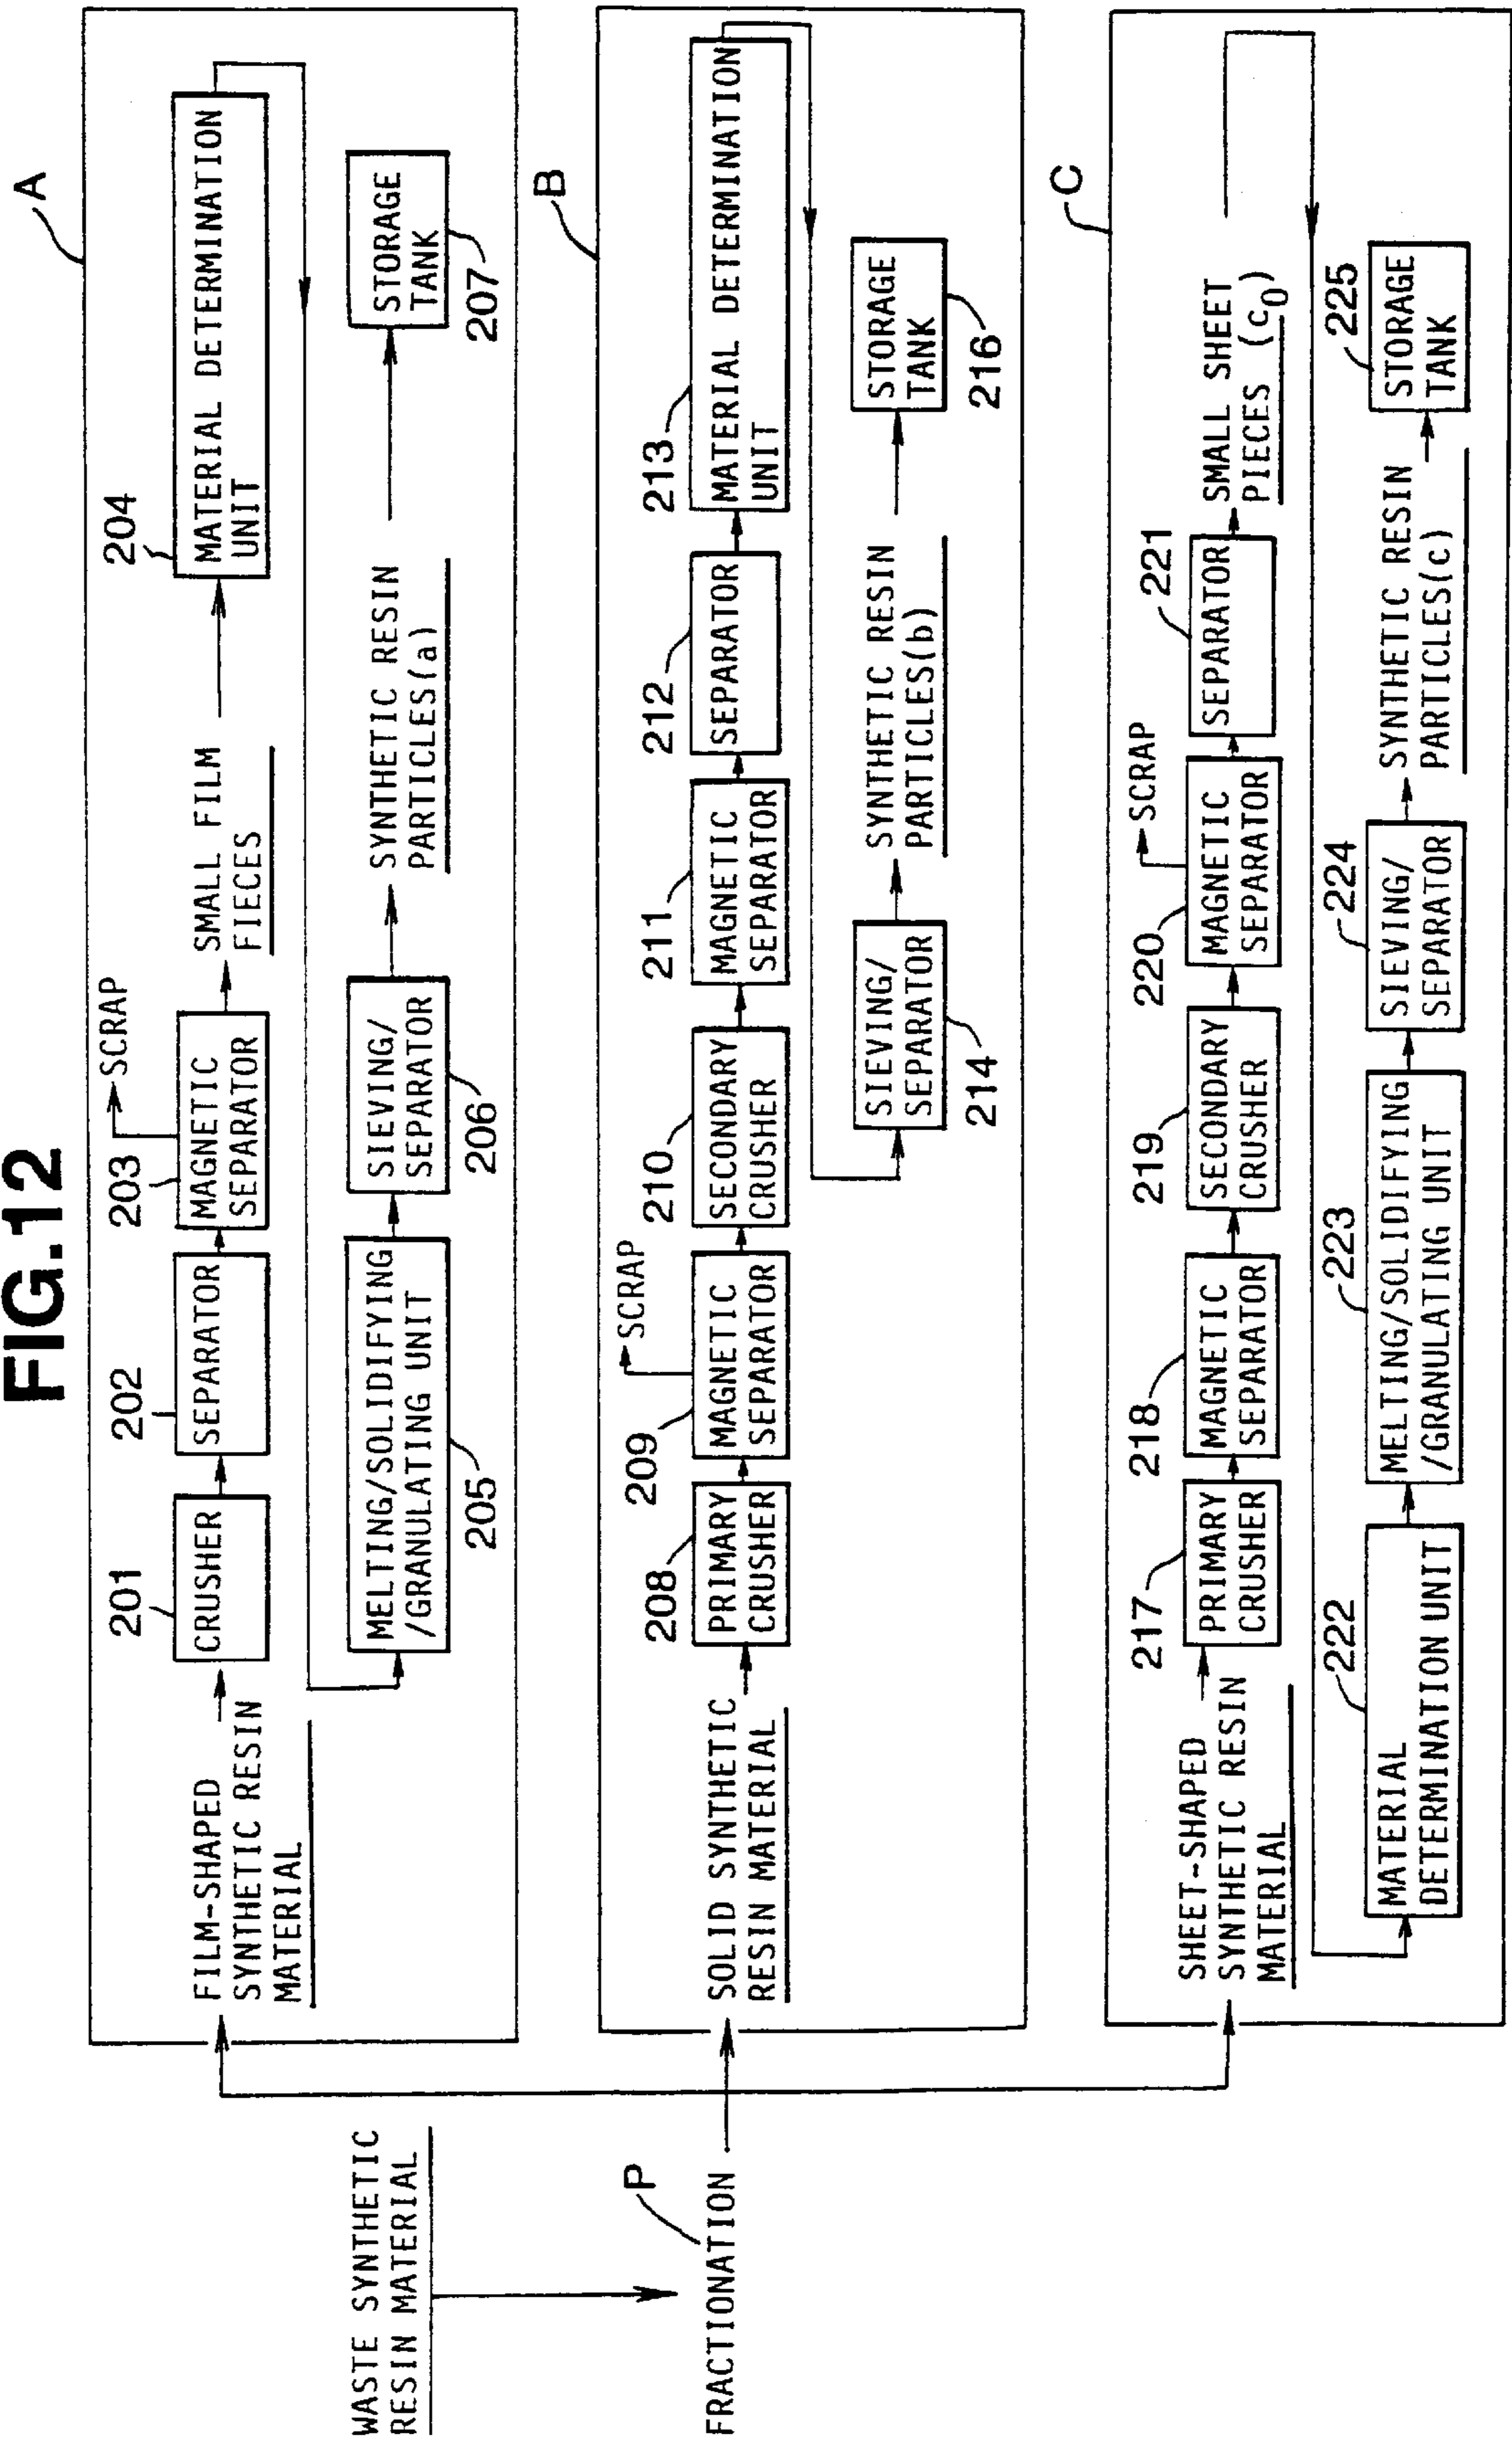 FIG.12
WASTE SYNTHETIC
RESIN MATERIAL
FRACTIONATION
P
A
FILM-SHAPED
SYNTHETIC RESIN
MATERIAL
201
CRUSHER
202
SEPARATOR
203
MAGNETIC
SEPARATOR
SCRAP
SMALL FILM
FIECES
204
MATERIAL DETERMINATION
UNIT
MELTING/SOLIDIFYING
/GRANULATING UNIT
205
SIEVING/
SEPARATOR
206
SYNTHETIC RESIN
PARTICLES(a)
STORAGE
TANK
207
B
SOLID SYNTHETIC
RESIN MATERIAL
208
PRIMARY
CRUSHER
209
MAGNETIC
SEPARATOR
SCRAP
210
SECONDARY
CRUSHER
211
MAGNETIC
SEPARATOR
212
SEPARATOR
213
MATERIAL DETERMINATION
UNIT
SIEVING/
SEPARATOR
214
SYNTHETIC RESIN
PARTICLES(b)
STORAGE
TANK
216
C
SHEET-SHAPED
SYNTHETIC RESIN
MATERIAL
217
PRIMARY
CRUSHER
218
MAGNETIC
SEPARATOR
219
SECONDARY
CRUSHER
220
MAGNETIC
SEPARATOR
SCRAP
221
SEPARATOR
SMALL SHEET
PIECES (c0)
222
MATERIAL
DETERMINATION UNIT
223
MELTING/SOLIDIFYING
/GRANULATING UNIT
224
SIEVING/
SEPARATOR
SYNTHETIC RESIN
PARTICLES(c)
225
STORAGE
TANK